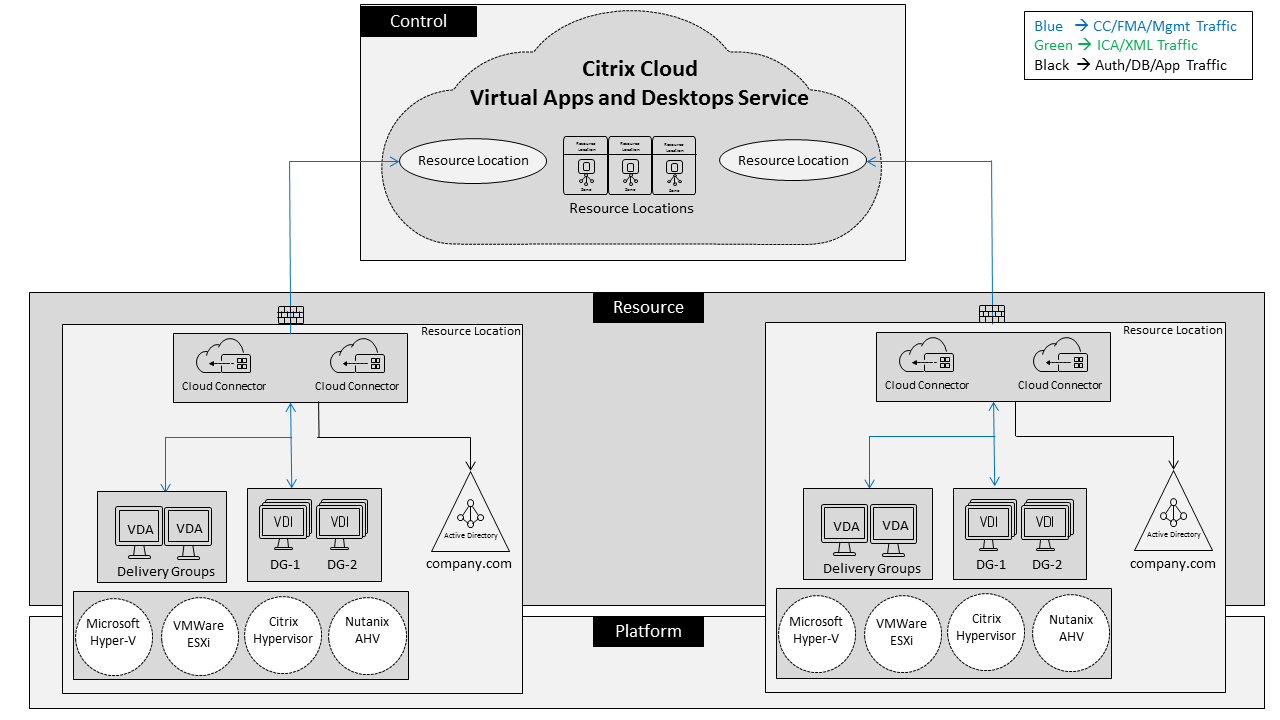 Control
Blue → CC/FMA/Mgmt Traffic
Green → ICA/XML Traffic
Black → Auth/DB/App Traffic
Citrix Cloud
Virtual Apps and Desktops Service
Resource Location
Resource
Location
Zone
Resource
Location
Zone
Resource
Location
Zone
Resource Location
Resource Locations
Resource
Resource Location
Cloud Connector
Cloud Connector
VDA
VDA
Delivery Groups
VDI
VDI
DG-1
DG-2
Active Directory
company.com
Microsoft
Hyper-V
VMWare
ESXi
Citrix
Hypervisor
Nutanix
AHV
Resource Location
Cloud Connector
Cloud Connector
VDA
VDA
Delivery Groups
VDI
VDI
DG-1
DG-2
Active Directory
company.com
Microsoft
Hyper-V
VMWare
ESXi
Citrix
Hypervisor
Nutanix
AHV
Platform